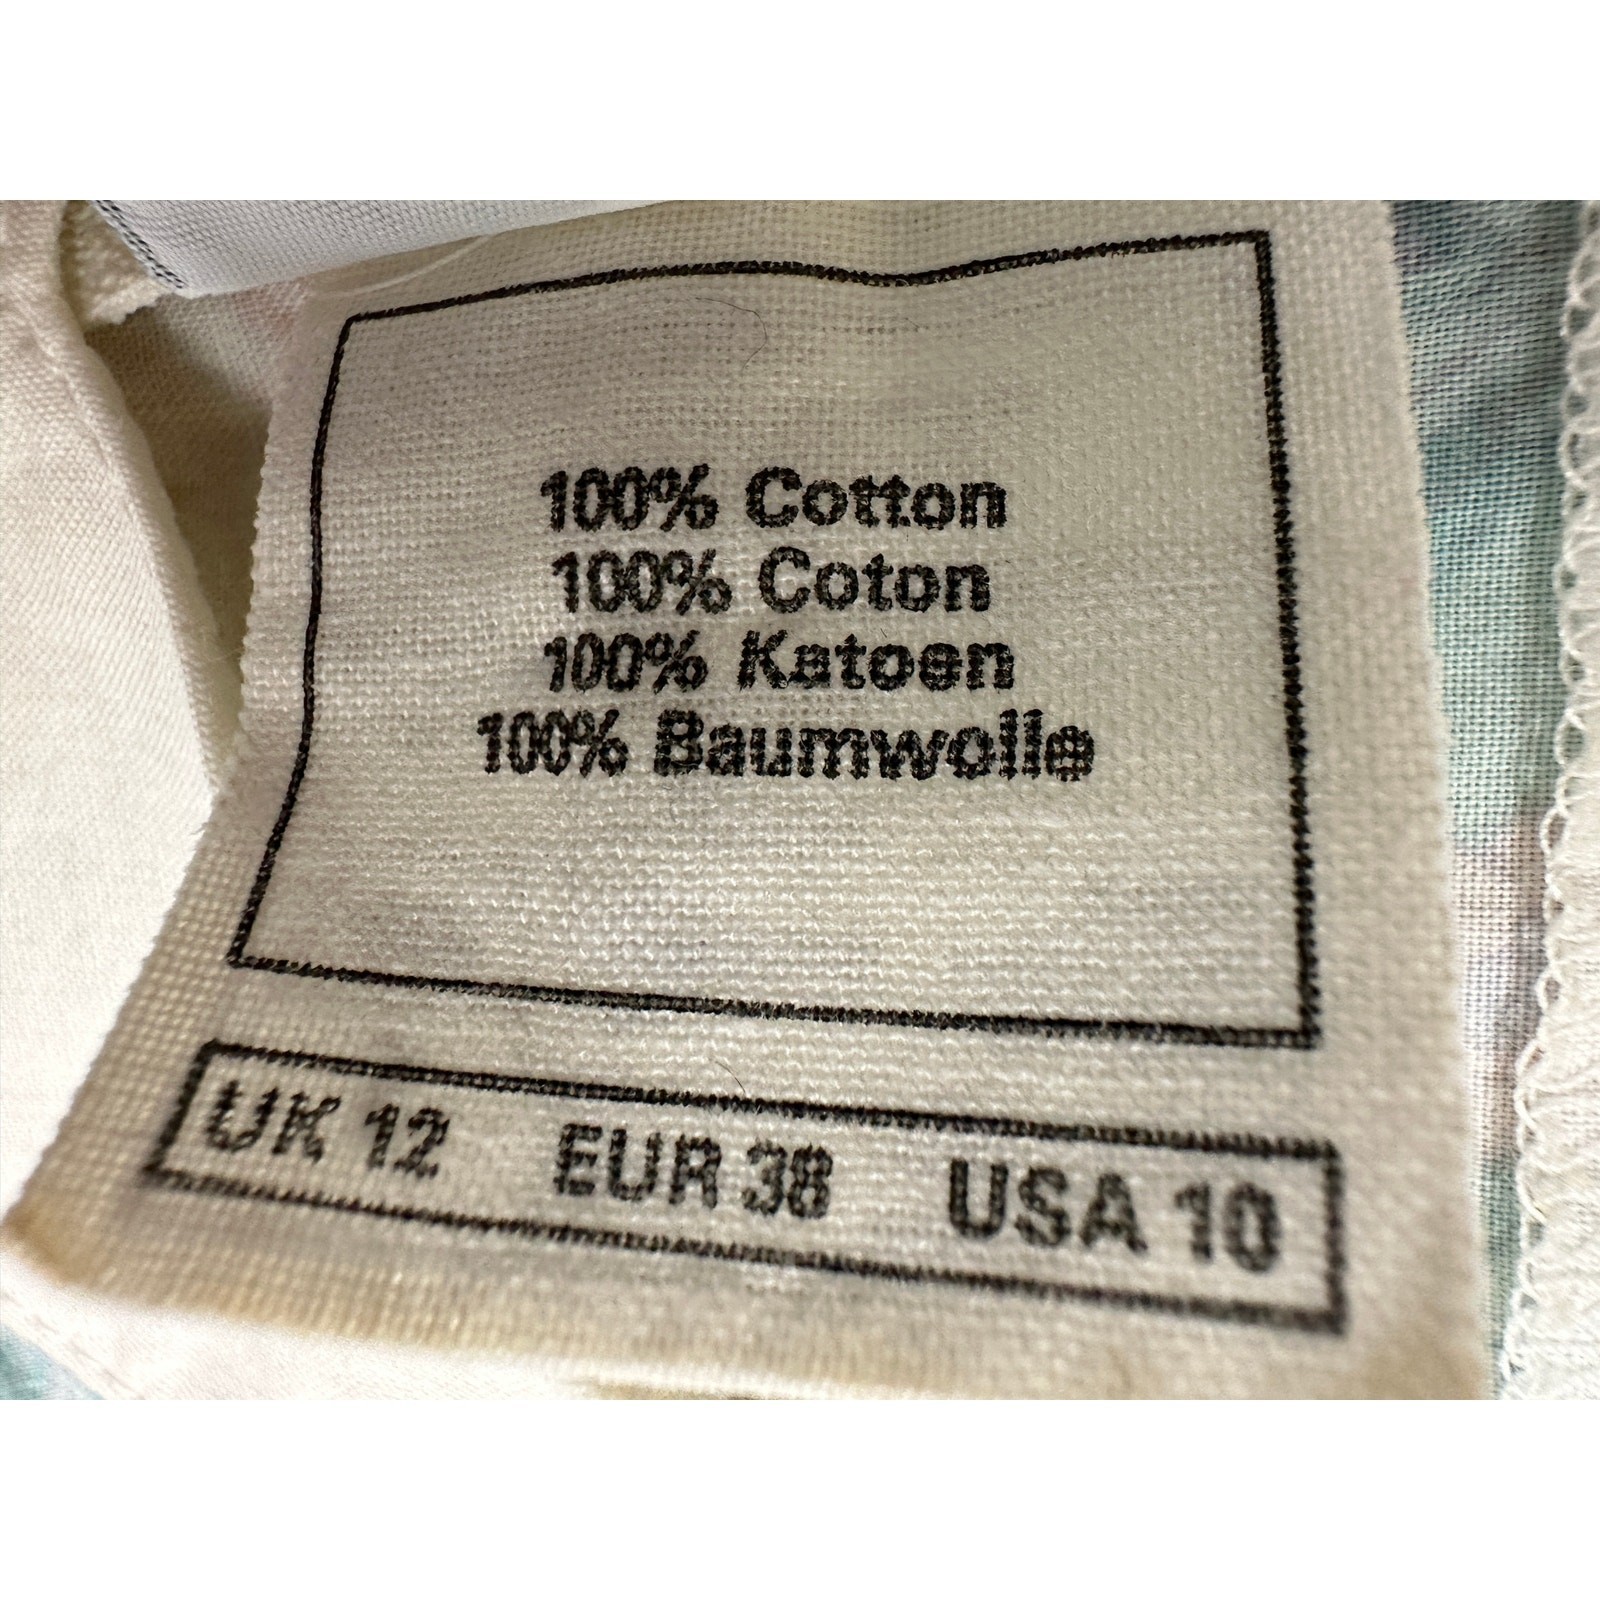 100% Cotton
100% Coton
100% Katoen
100% Baumwolle
UK 12 EUR 38 USA 10